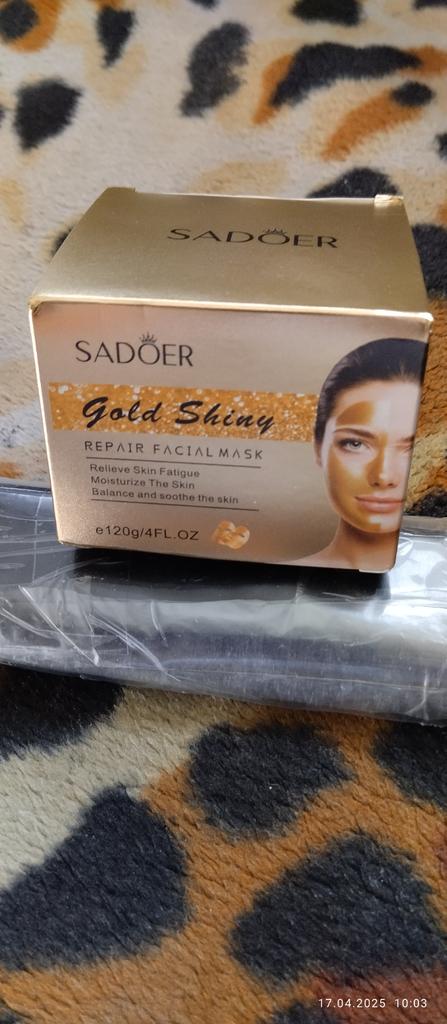 SADOER
SADOER
Gold Shiny
REPAIR FACIAL MASK
Relieve Skin Fatigue
Moisturize The Skin
Balance and soothe the skin
e120g/4FL.OZ
17.04.2025 10:03